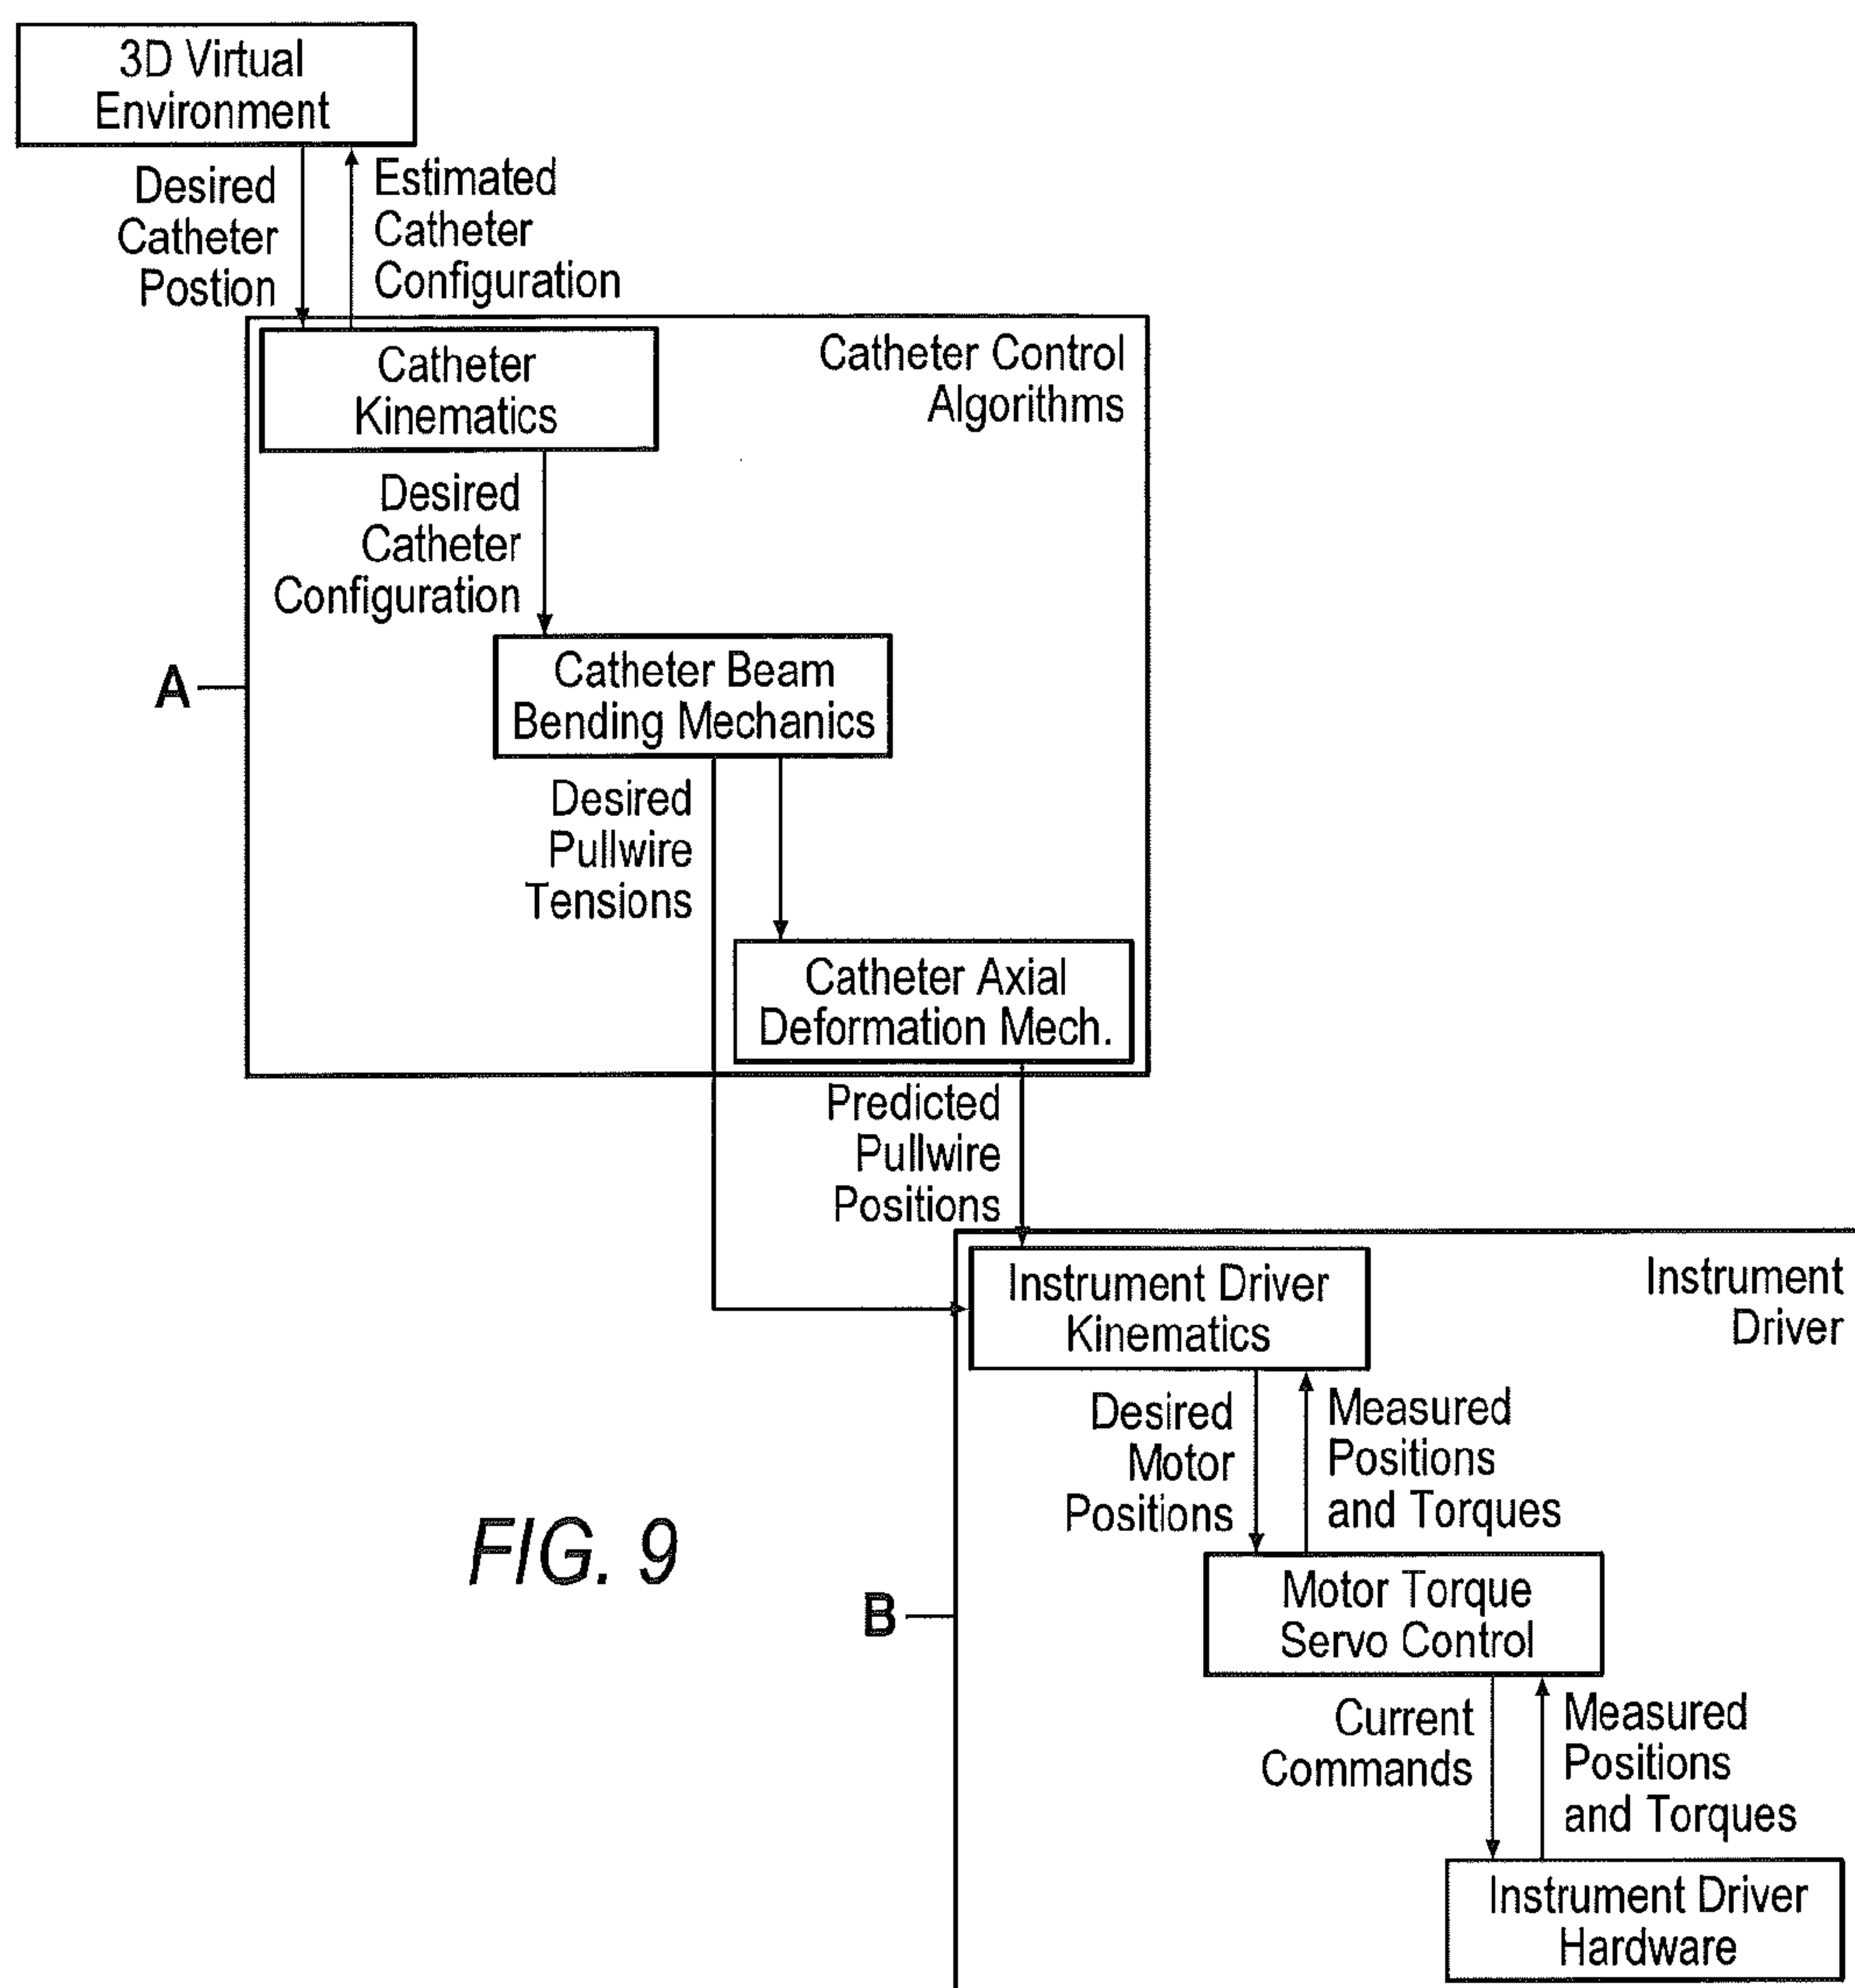 3D Virtual
Environment
Desired
Catheter
Postion
Estimated
Catheter
Configuration
Catheter Control
Algorithms
Catheter
Kinematics
Desired
Catheter
Configuration
A
Catheter Beam
Bending Mechanics
Desired
Pullwire
Tensions
Catheter Axial
Deformation Mech.
Predicted
Pullwire
Positions
Instrument
Driver
Instrument Driver
Kinematics
Desired
Motor
Positions
Measured
Positions
and Torques
FIG. 9
B
Motor Torque
Servo Control
Current
Commands
Measured
Positions
and Torques
Instrument Driver
Hardware